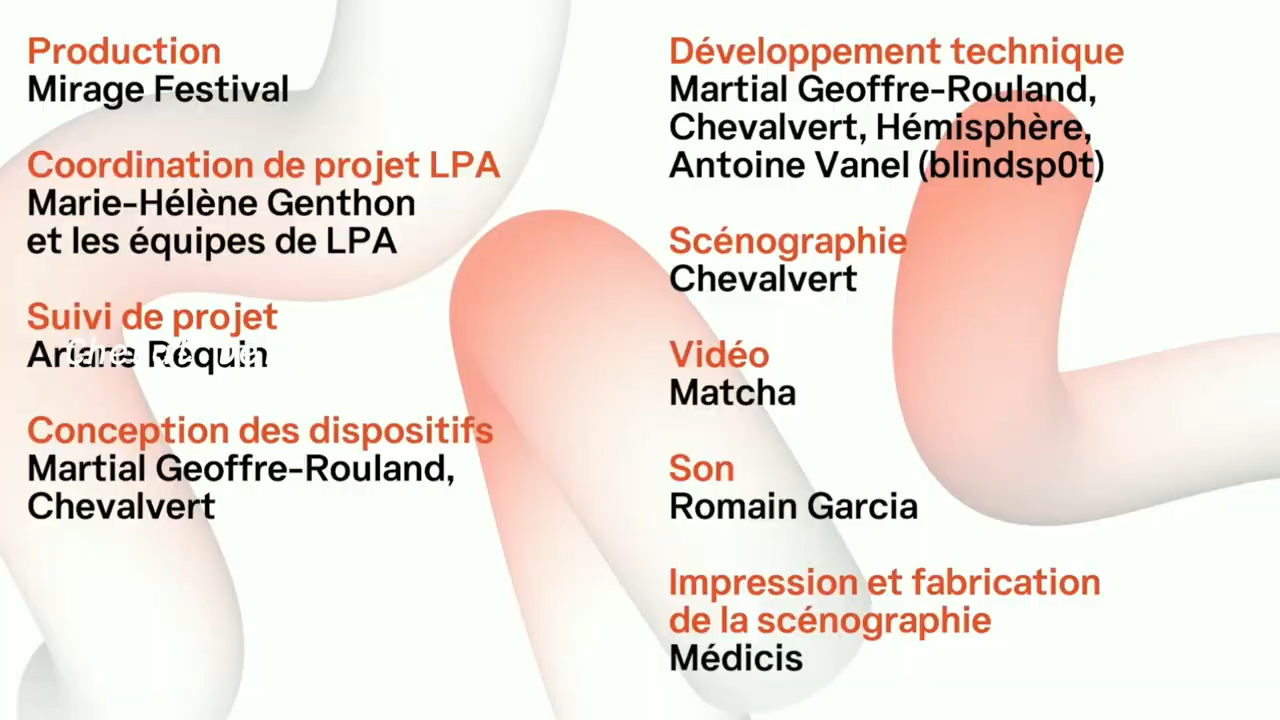 Production
Mirage Festival
Coordination de projet LPA
Marie-Hélène Genthon
et les équipes de LPA
Suivi de projet
Ariane Requin
Conception des dispositifs
Martial Geoffre-Rouland,
Chevalvert
Développement technique
Martial Geoffre-Rouland,
Chevalvert, Hémisphère,
Antoine Vanel (blindsp0t)
Scénographie
Chevalvert
Vidéo
Matcha
Son
Romain Garcia
Impression et fabrication
de la scénographie
Médicis